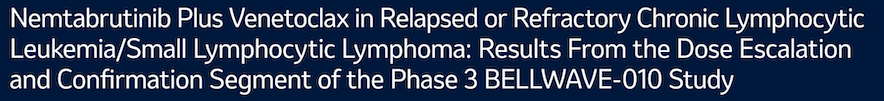 Nemtabrutinib Plus Venetoclax in Relapsed or Refractory Chronic Lymphocytic
Leukemia/Small Lymphocytic Lymphoma: Results From the Dose Escalation
and Confirmation Segment of the Phase 3 BELLWAVE-010 Study